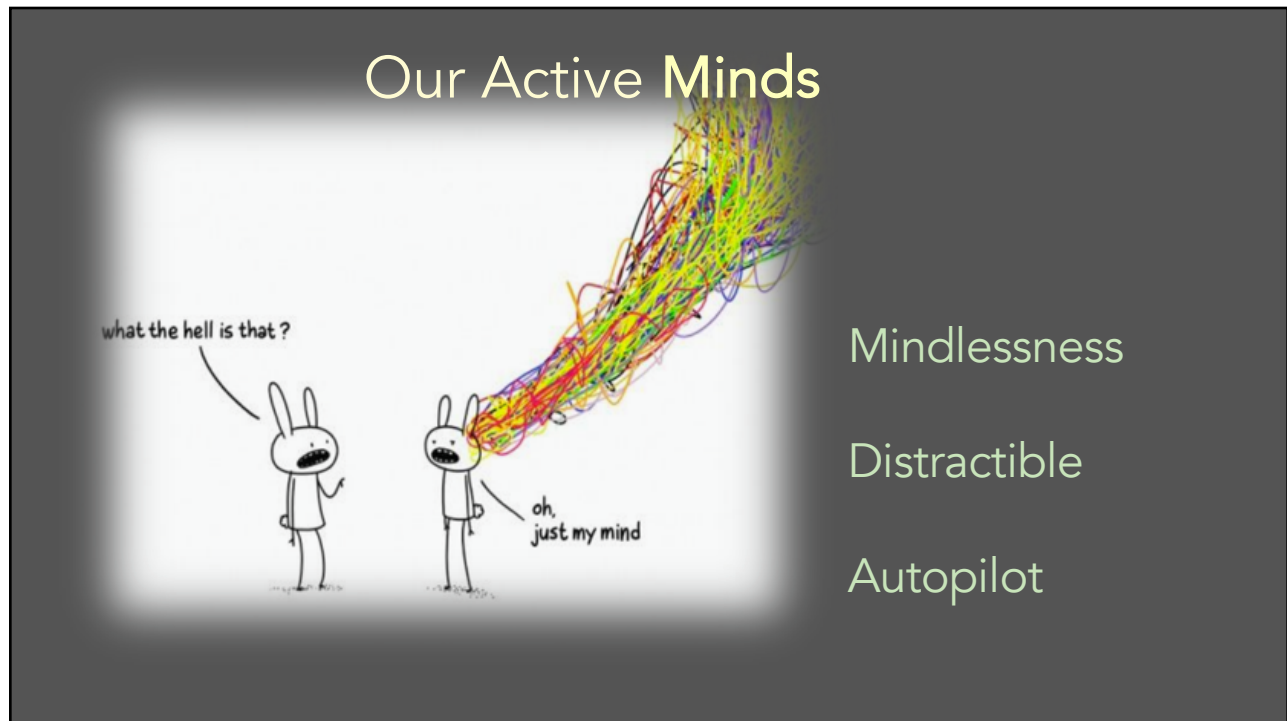 Our Active Minds
what the hell is that ?
oh,
just my mind
Mindlessness
Distractible
Autopilot